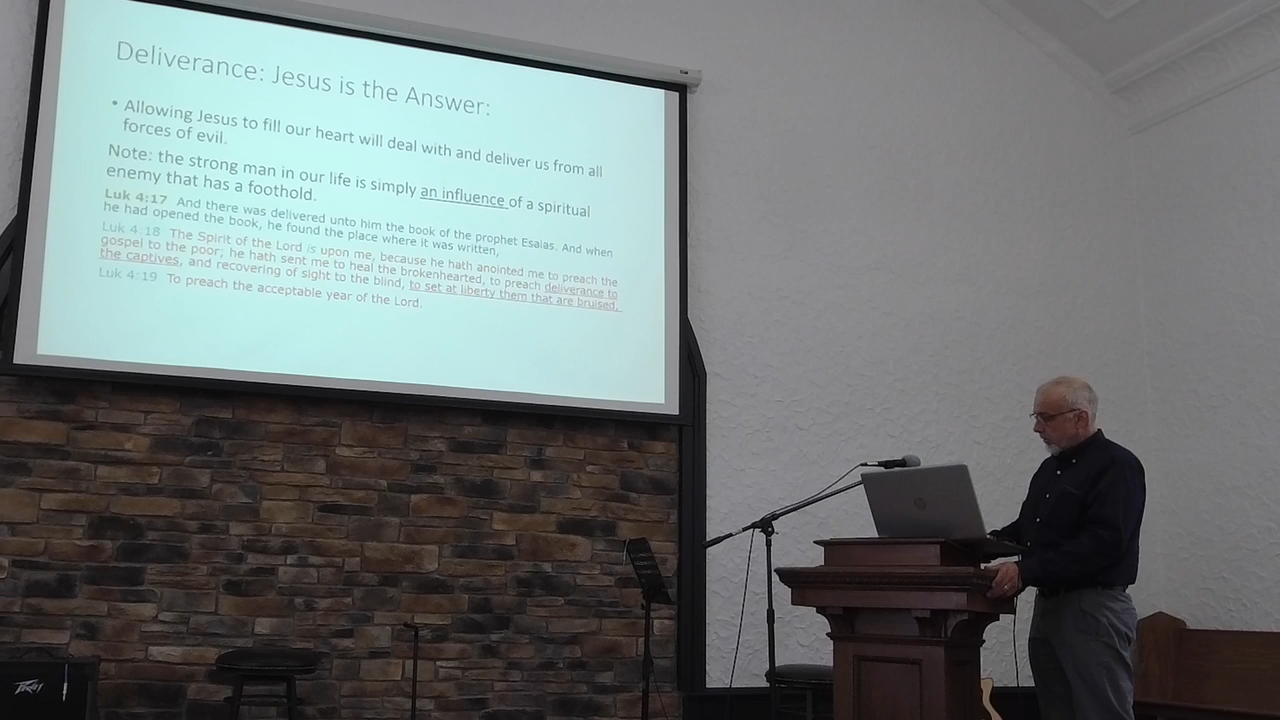 Deliverance: Jesus is the Answer:
• Allowing Jesus to fill our heart will deal with and deliver us from all
forces of evil.
Note: the strong man in our life is simply an influence of a spiritual
enemy that has a foothold.
Luk 4:17 And there was delivered unto him the book of the prophet Esaias. And when
he had opened the book, he found the place where it was written,
Luk 4:18 The Spirit of the Lord is upon me, because he hath anointed me to preach the
gospel to the poor; he hath sent me to heal the brokenhearted, to preach deliverance to
the captives, and recovering of sight to the blind, to set at liberty them that are bruised,
Luk 4:19 To preach the acceptable year of the Lord.
hp
PEAVEY